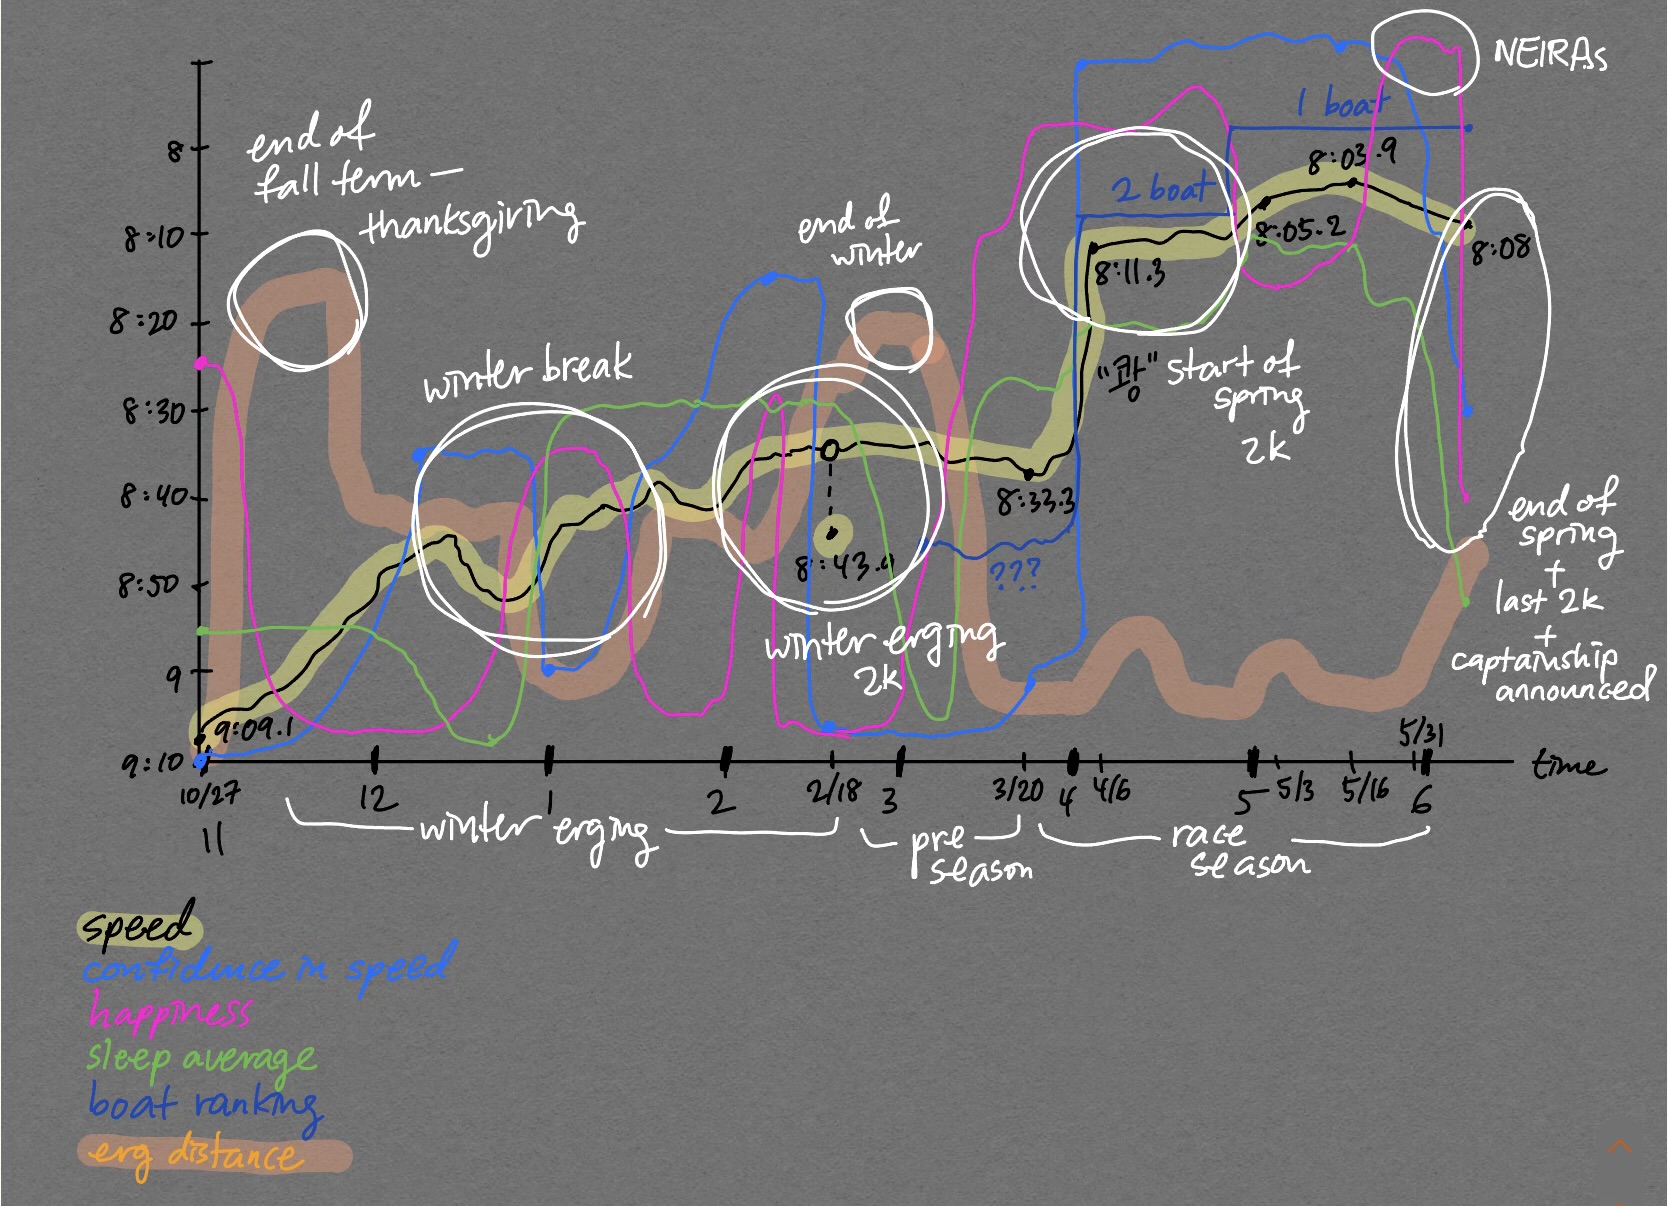 NEIRAs
1 boat
end of
fall term —
thanksgiving
8
8:03.9
2 boat
end of
winter
8:10
8:05.2
8:08
8:11.3
8:20
"쾅"
start of
spring
2k
winter break
8:30
8:40
8:33.3
end of
spring
+
last 2k
+
captainship
announced
8:50
8:43.9
???
winter erging
2k
9
9:09.1
9:10
5/31
time
10/27
11
12
1
2
2/18
3
3/20
4
4/6
5
5/3
5/16
6
winter erging
pre
season
race
season
speed
confidence in speed
happiness
sleep average
boat ranking
erg distance